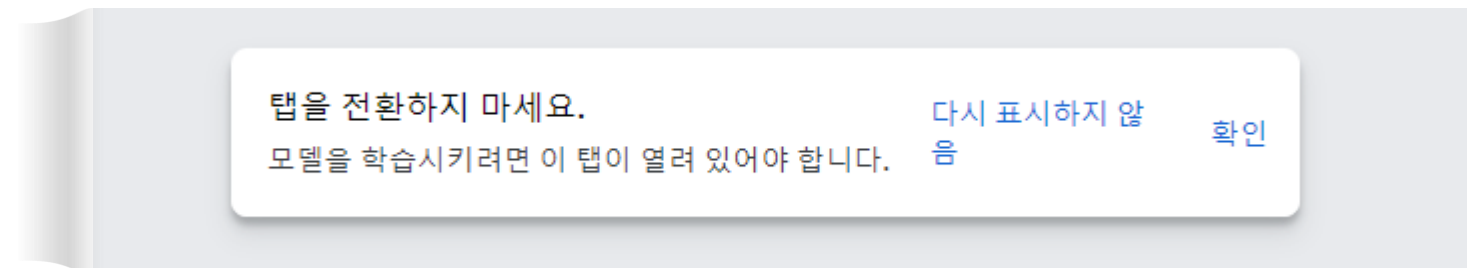 탭을 전환하지 마세요.
모델을 학습시키려면 이 탭이 열려 있어야 합니다.
다시 표시하지 않
음
확인